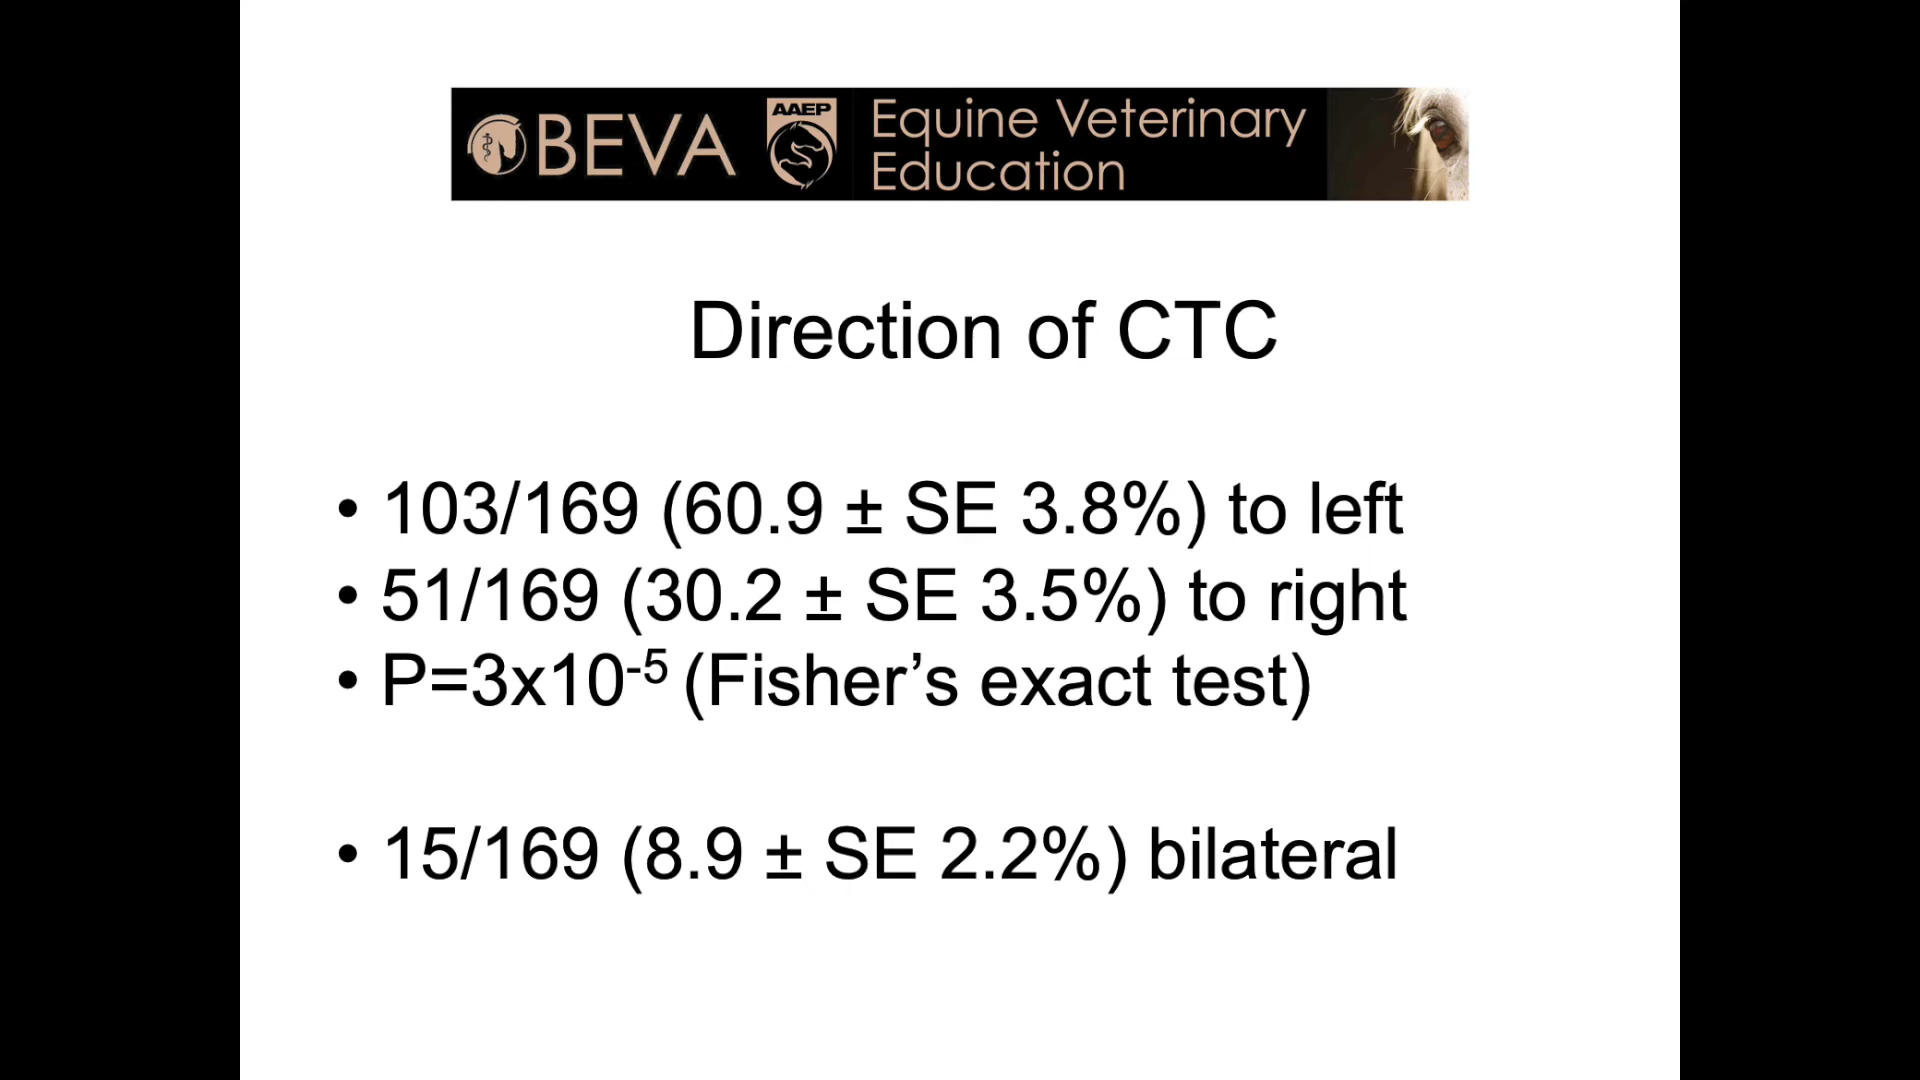 BEVA
AAEP
Equine Veterinary
Education
Direction of CTC
• 103/169 (60.9 ± SE 3.8%) to left
• 51/169 (30.2 ± SE 3.5%) to right
• P=3x10⁻⁵ (Fisher’s exact test)
• 15/169 (8.9 ± SE 2.2%) bilateral